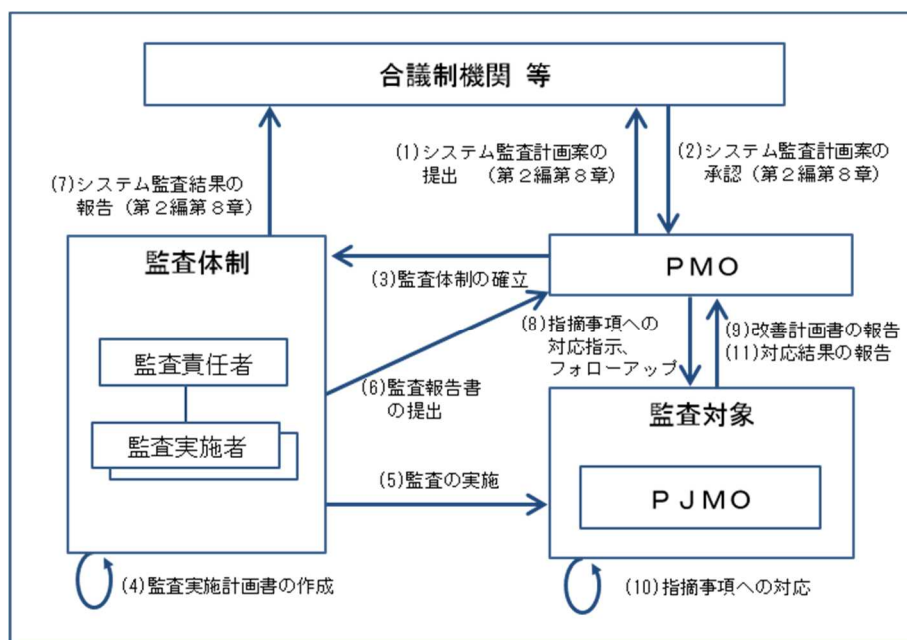 合議制機関 等
(1)システム監査計画案の
提出 (第２編第８章)
(2)システム監査計画案の
承認 (第２編第８章)
(7)システム監査結果の
報告 (第２編第８章)
監査体制
ＰＭＯ
(3)監査体制の確立
(8)指摘事項への
対応指示、
フォローアップ
(9)改善計画書の報告
(11)対応結果の報告
監査責任者
(6)監査報告書
の提出
監査対象
監査実施者
(5)監査の実施
ＰＪＭＯ
(4)監査実施計画書の作成
(10)指摘事項への対応